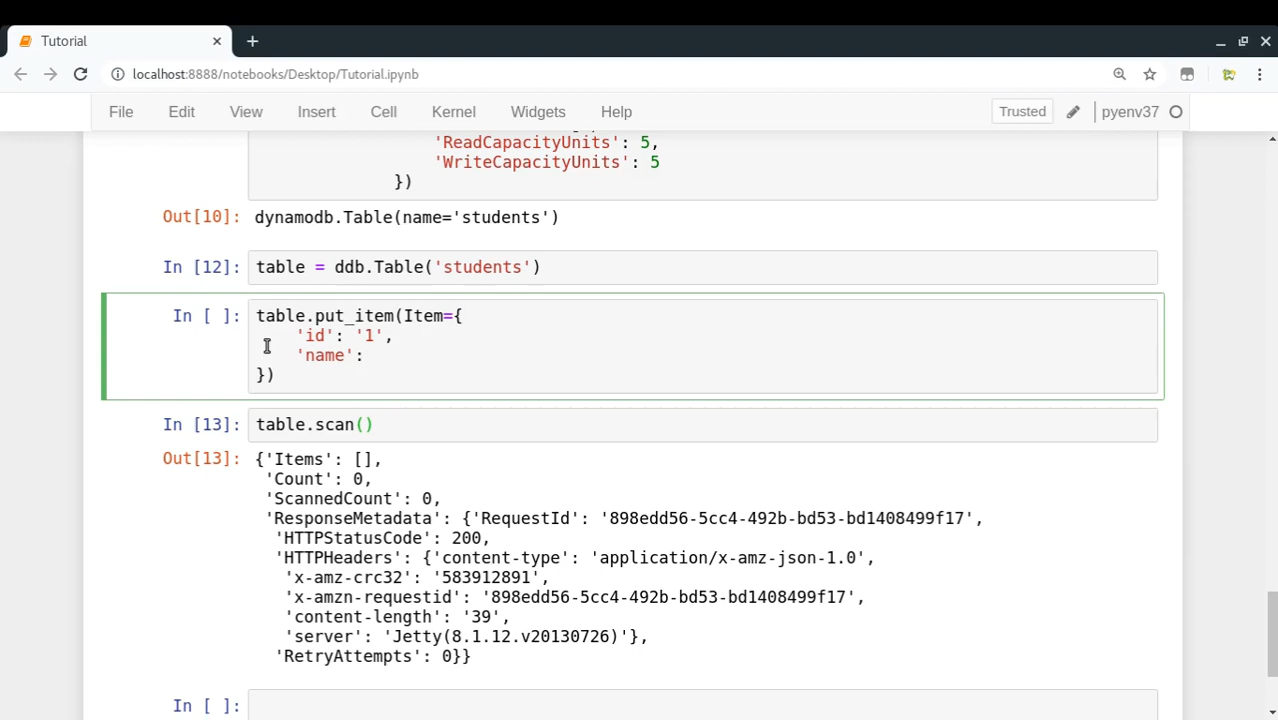 Tutorial
localhost:8888/notebooks/Desktop/Tutorial.ipynb
File Edit View Insert Cell Kernel Widgets Help Trusted pyenv37
'ReadCapacityUnits': 5,
'WriteCapacityUnits': 5
})
Out[10]: dynamodb.Table(name='students')
In [12]: table = ddb.Table('students')
In [ ]: table.put_item(Item={
'id': '1',
'name':
})
In [13]: table.scan()
Out[13]: {'Items': [],
'Count': 0,
'ScannedCount': 0,
'ResponseMetadata': {'RequestId': '898edd56-5cc4-492b-bd53-bd1408499f17',
'HTTPStatusCode': 200,
'HTTPHeaders': {'content-type': 'application/x-amz-json-1.0',
'x-amz-crc32': '583912891',
'x-amzn-requestid': '898edd56-5cc4-492b-bd53-bd1408499f17',
'content-length': '39',
'server': 'Jetty(8.1.12.v20130726)'},
'RetryAttempts': 0}}
In [ ]: